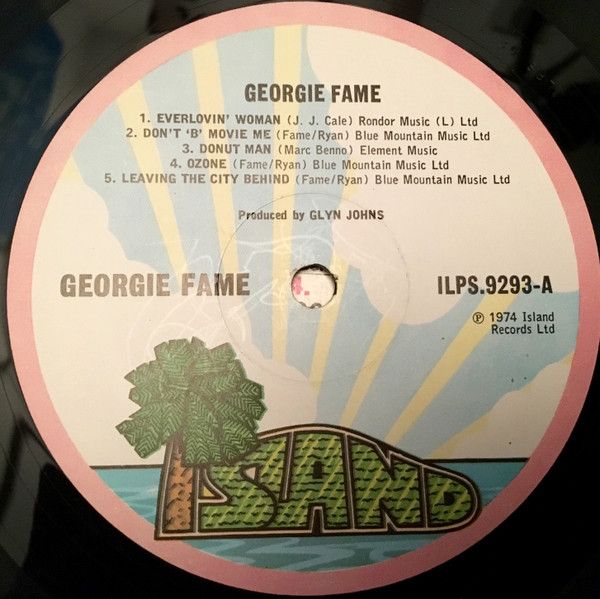 GEORGIE FAME
1. EVERLOVIN' WOMAN (J. J. Cale) Rondor Music (L) Ltd
2. DON'T 'B' MOVIE ME (Fame/Ryan) Blue Mountain Music Ltd
3. DONUT MAN (Marc Benno) Element Music
4. OZONE (Fame/Ryan) Blue Mountain Music Ltd
5. LEAVING THE CITY BEHIND (Fame/Ryan) Blue Mountain Music Ltd
Produced by GLYN JOHNS
GEORGIE FAME
ILPS.9293-A
℗ 1974 Island
Records Ltd
ISLAND